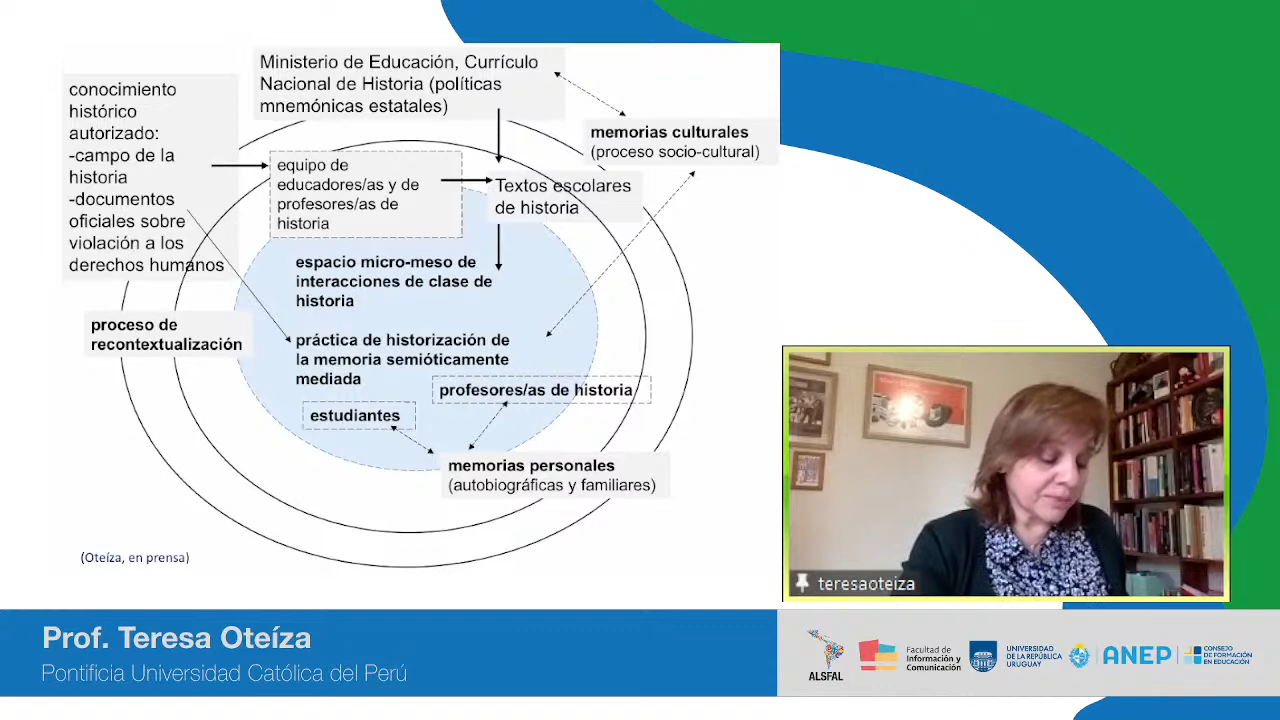 conocimiento
histórico
autorizado:
-campo de la
historia
-documentos
oficiales sobre
violación a los
derechos humanos
Ministerio de Educación, Currículo
Nacional de Historia (políticas
mnemónicas estatales)
memorias culturales
(proceso socio-cultural)
equipo de
educadores/as y de
profesores/as de
historia
Textos escolares
de historia
espacio micro-meso de
interacciones de clase de
historia
proceso de
recontextualización
práctica de historización de
la memoria semióticamente
mediada
profesores/as de historia
estudiantes
memorias personales
(autobiográficas y familiares)
(Oteíza, en prensa)
teresaoteiza
Prof. Teresa Oteíza
Pontificia Universidad Católica del Perú
ALSFAL
Facultad de
Información y
Comunicación
UNIVERSIDAD
DE LA REPÚBLICA
URUGUAY
ANEP
CONSEJO
DE FORMACIÓN
EN EDUCACIÓN